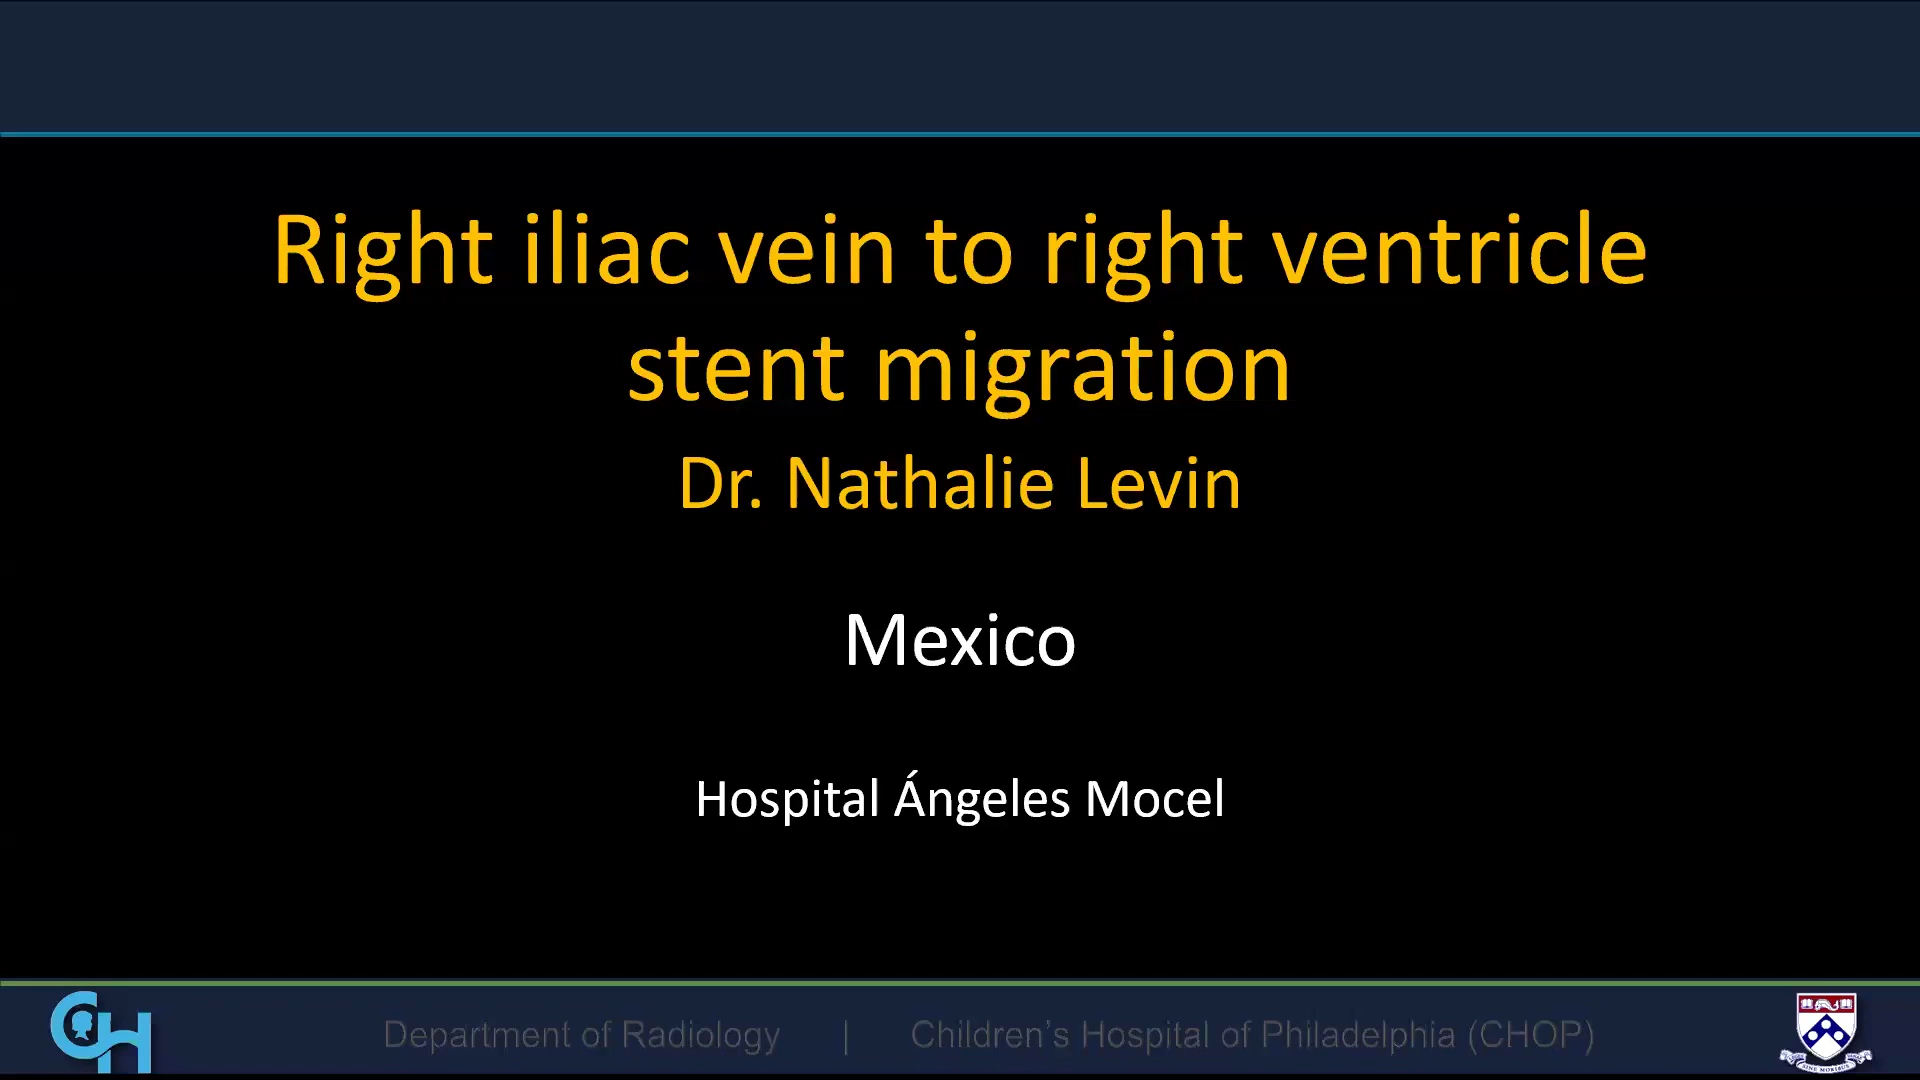 Right iliac vein to right ventricle
stent migration
Dr. Nathalie Levin
Mexico
Hospital Ángeles Mocel
CH
Department of Radiology | Children's Hospital of Philadelphia (CHOP)